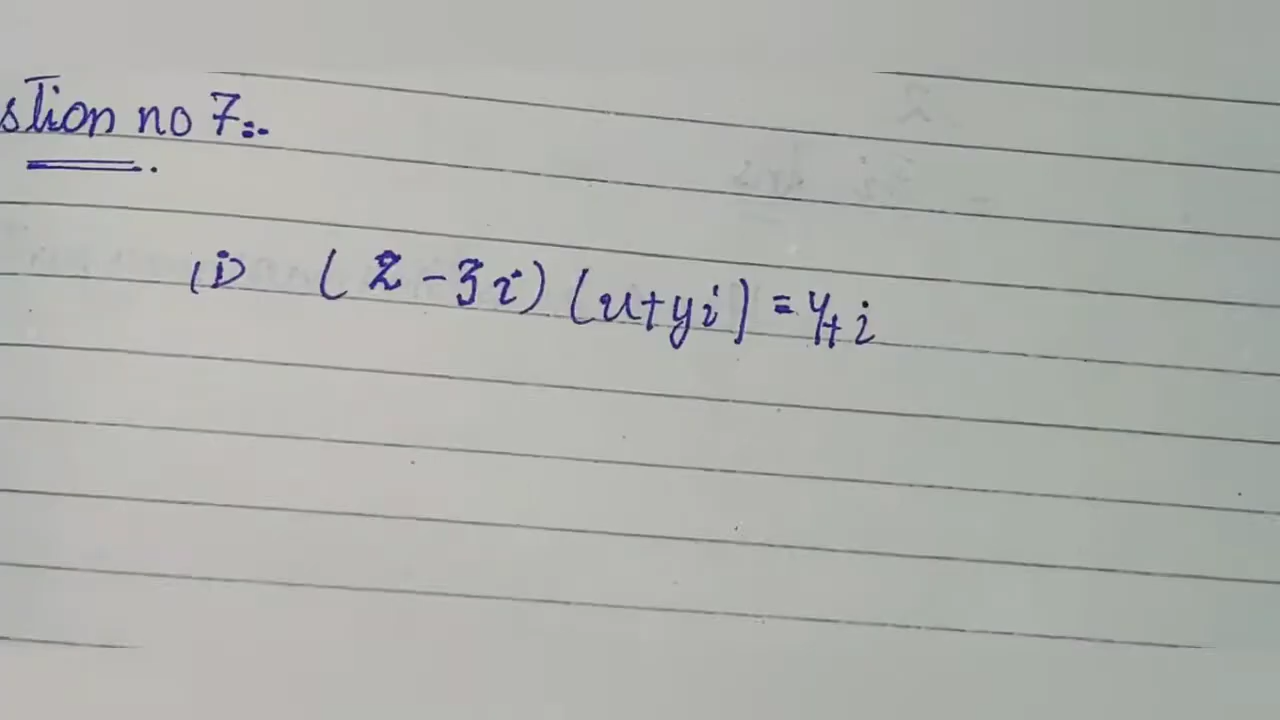 stion no 7:-
(i) (2-3i)(x+yi) = 4+i